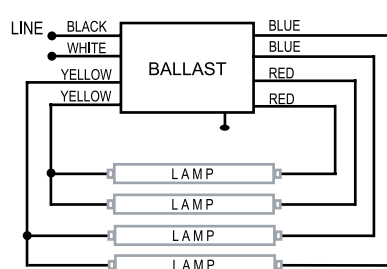 LINE BLACK BLUE
WHITE BLUE
YELLOW BALLAST RED
YELLOW RED
LAMP
LAMP
LAMP
LAMP